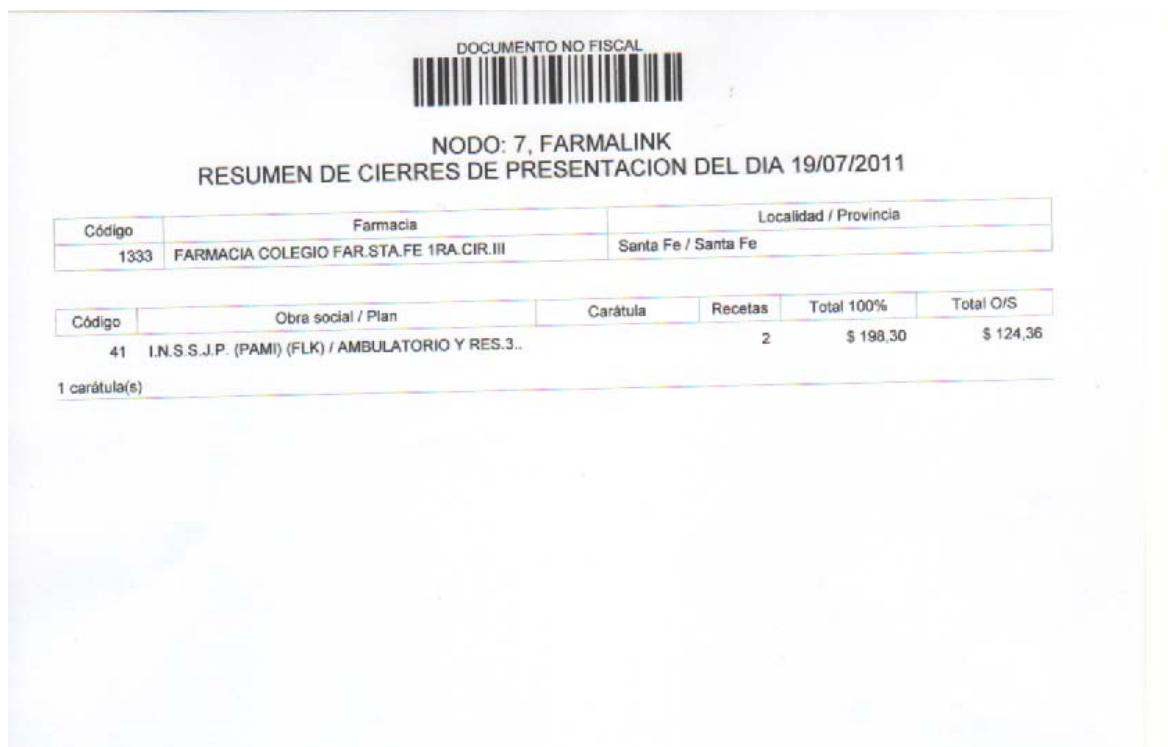 DOCUMENTO NO FISCAL
NODO: 7, FARMALINK
RESUMEN DE CIERRES DE PRESENTACION DEL DIA 19/07/2011
Código Farmacia Localidad / Provincia
1333 FARMACIA COLEGIO FAR.STA.FE 1RA.CIR.III Santa Fe / Santa Fe
Código Obra social / Plan Carátula Recetas Total 100% Total O/S
41 I.N.S.S.J.P. (PAMI) (FLK) / AMBULATORIO Y RES.3.. 2 $ 198,30 $ 124,36
1 carátula(s)